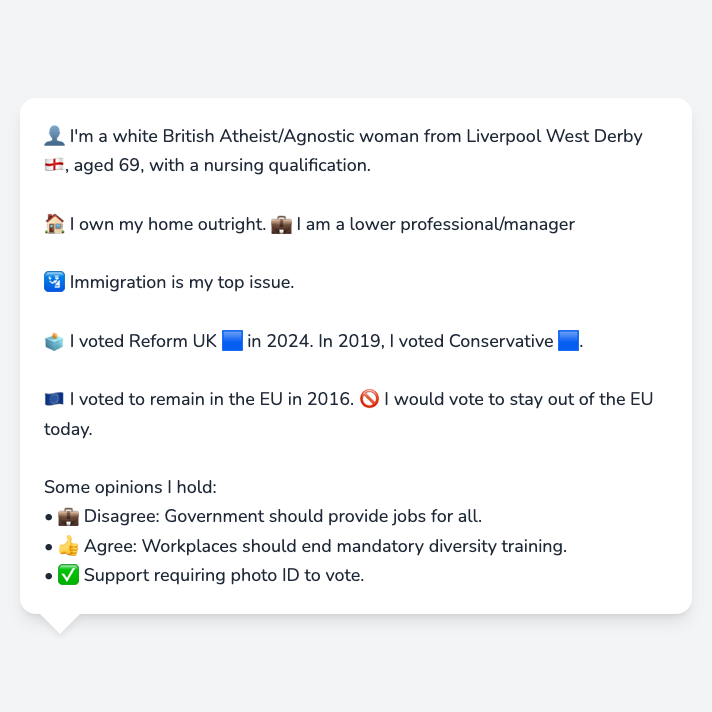 👤 I'm a white British Atheist/Agnostic woman from Liverpool West Derby
🏴󠁧󠁢󠁥󠁮󠁧󠁿, aged 69, with a nursing qualification.
🏠 I own my home outright. 💼 I am a lower professional/manager
🛂 Immigration is my top issue.
🗳️ I voted Reform UK 🟦 in 2024. In 2019, I voted Conservative 🟦.
🇪🇺 I voted to remain in the EU in 2016. 🚫 I would vote to stay out of the EU
today.
Some opinions I hold:
• 💼 Disagree: Government should provide jobs for all.
• 👍 Agree: Workplaces should end mandatory diversity training.
• ✅ Support requiring photo ID to vote.